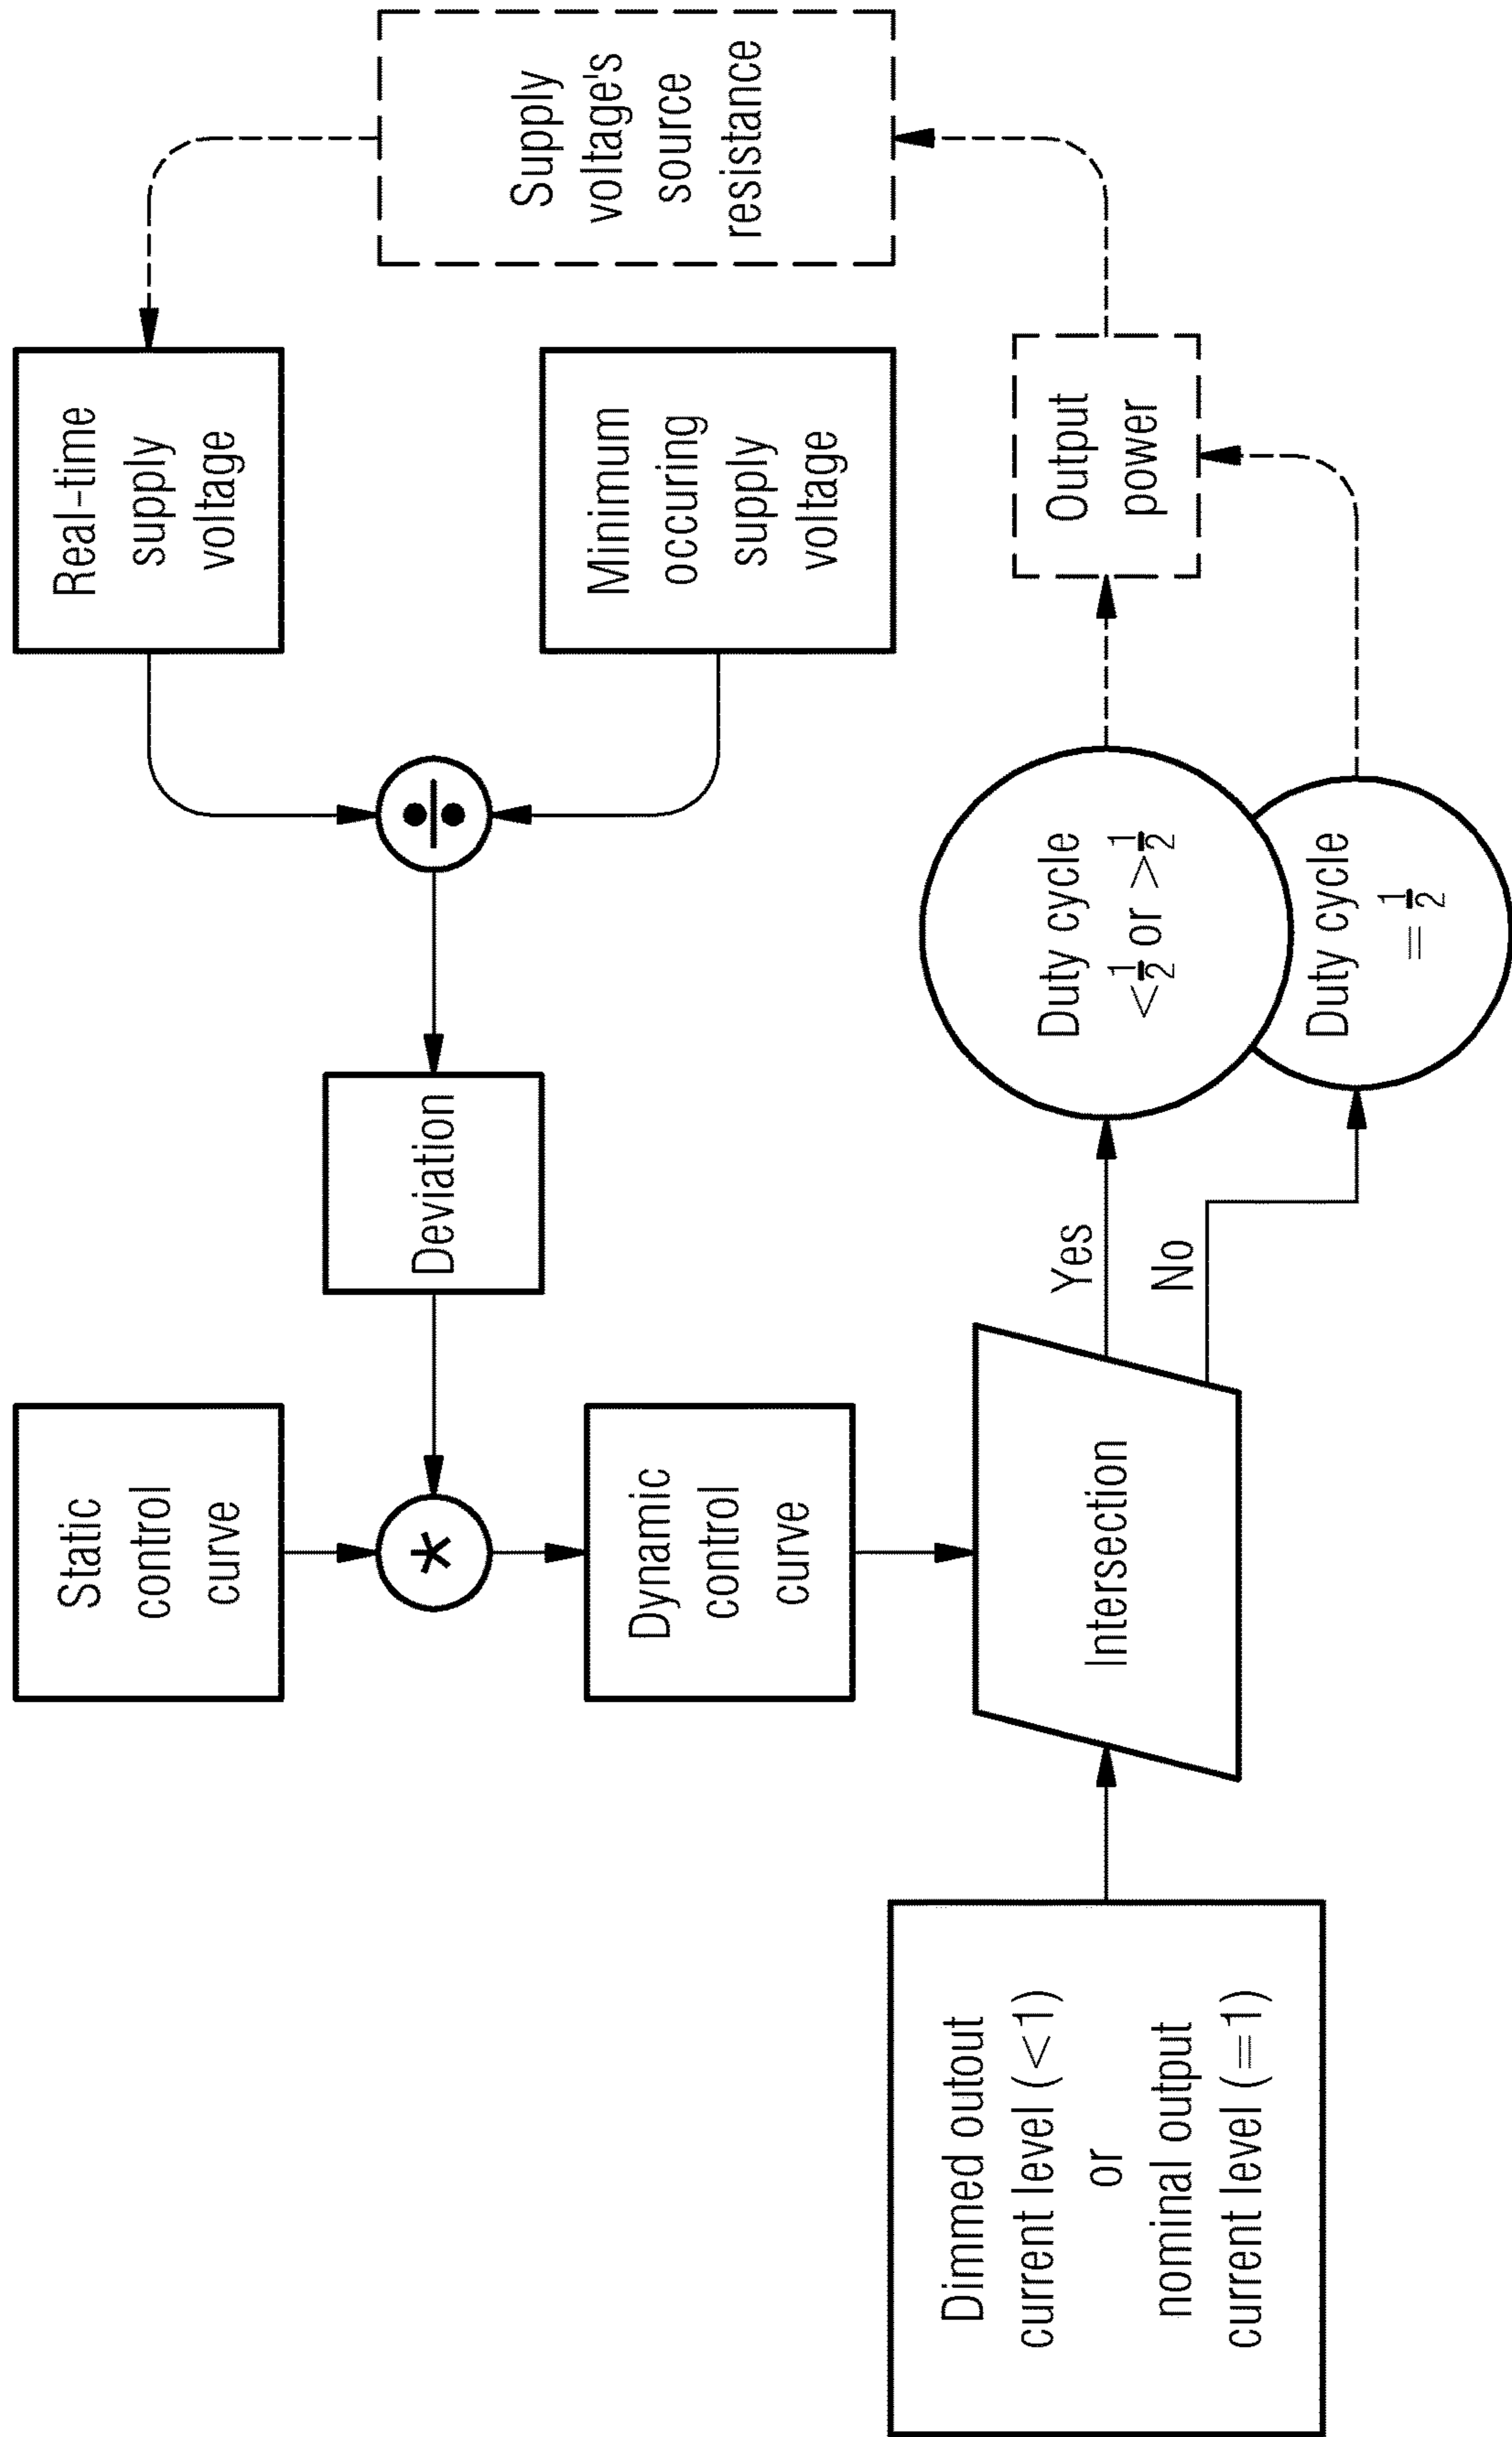 Static
control
curve
Real-time
supply
voltage
Supply
voltage's
source
resistance
*
Deviation
÷
Dynamic
control
curve
Minimum
occuring
supply
voltage
Dimmed outout
current level (<1)
or
nominal output
current level (=1)
Intersection
Yes
No
Duty cycle
<1/2 or >1/2
Duty cycle
=1/2
Output
power